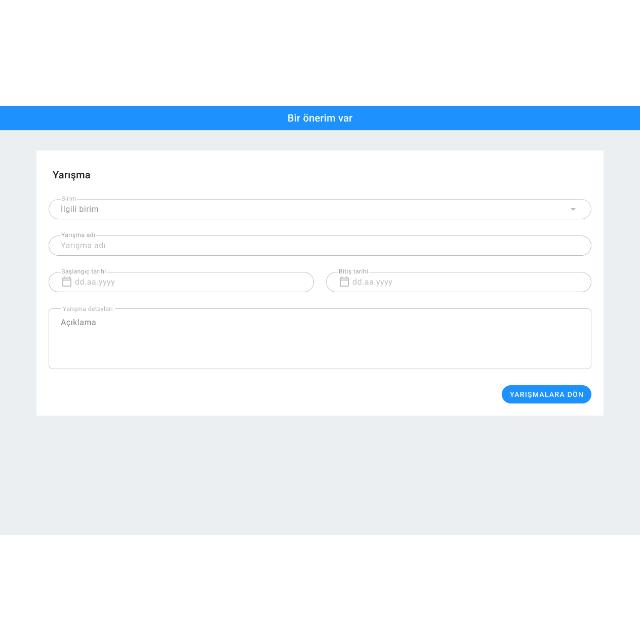 Bir önerim var
Yarışma
Birim
İlgili birim
Yarışma adı
Yarışma adı
Başlangıç tarihi
Bitiş tarihi
dd.aa.yyyy
dd.aa.yyyy
Yarışma detayları
Açıklama
YARIŞMALARA DÖN